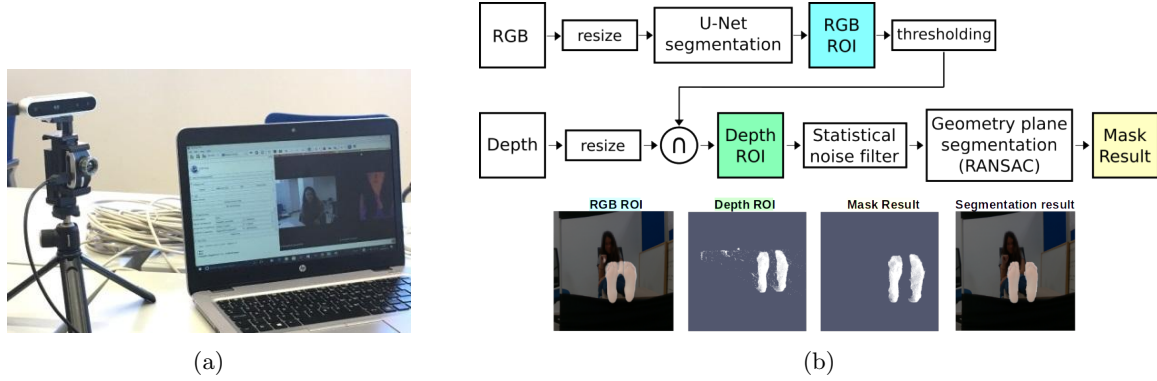 RGB
resize
U-Net
segmentation
RGB
ROI
thresholding
Depth
resize
∩
Depth
ROI
Statistical
noise filter
Geometry plane
segmentation
(RANSAC)
Mask
Result
RGB ROI
Depth ROI
Mask Result
Segmentation result
hp
(a)
(b)